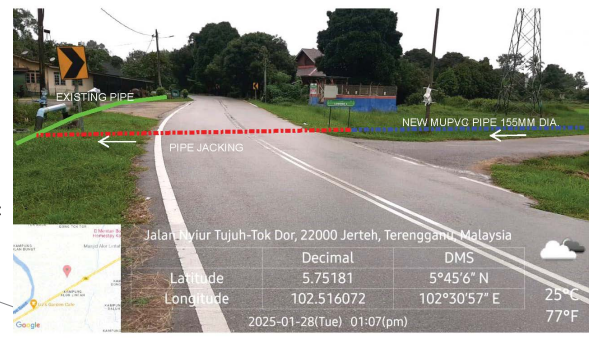 EXISTING PIPE
NEW MUPVG PIPE 155MM DIA.
PIPE JACKING
Jalan Nyiur Tujuh-Tok Dor, 22000 Jerteh, Terengganu, Malaysia
Decimal DMS
Latitude 5.75181 5°45'6" N
Longitude 102.516072 102°30'57" E
2025-01-28(Tue) 01:07(pm)
25°C
77°F
Google